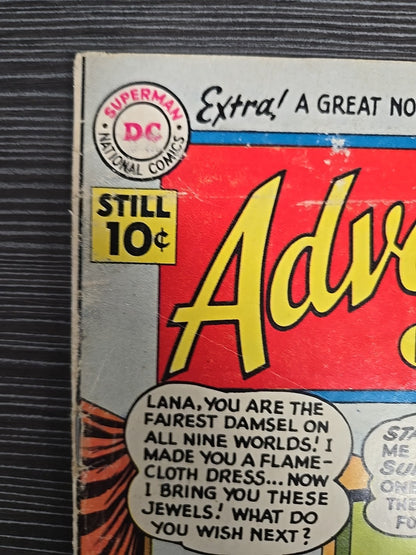 SUPERMAN
DC
NATIONAL COMICS
Extra! A GREAT NO
STILL
10¢
Adv
LANA, YOU ARE THE
FAIREST DAMSEL ON
ALL NINE WORLDS! I
MADE YOU A FLAME-
CLOTH DRESS... NOW
I BRING YOU THESE
JEWELS! WHAT DO
YOU WISH NEXT?
ST
ME
SU
ONE
THE
FO